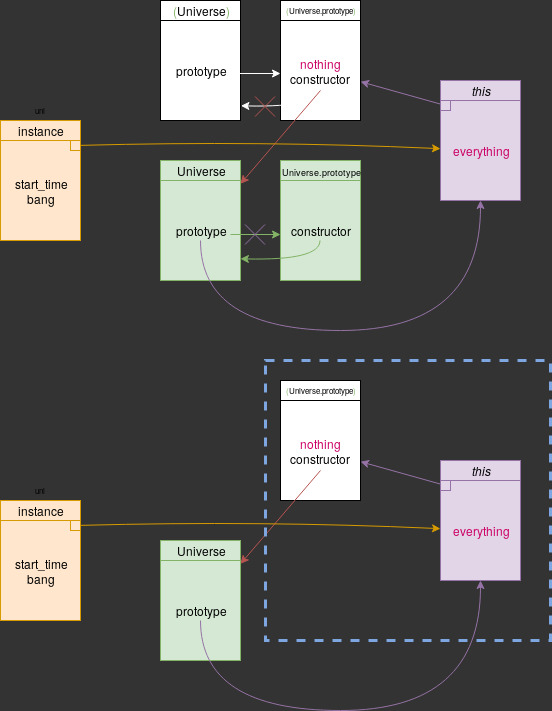 (Universe)
(Universe.prototype)
prototype
nothing
constructor
this
everything
uni
instance
start_time
bang
Universe
Universe.prototype
prototype
constructor
(Universe.prototype)
nothing
constructor
this
everything
uni
instance
start_time
bang
Universe
prototype